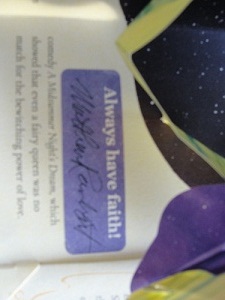 Always have faith!
comedy A Midsummer Night's Dream, which
showed that even a fairy queen was no
match for the bewitching power of love.